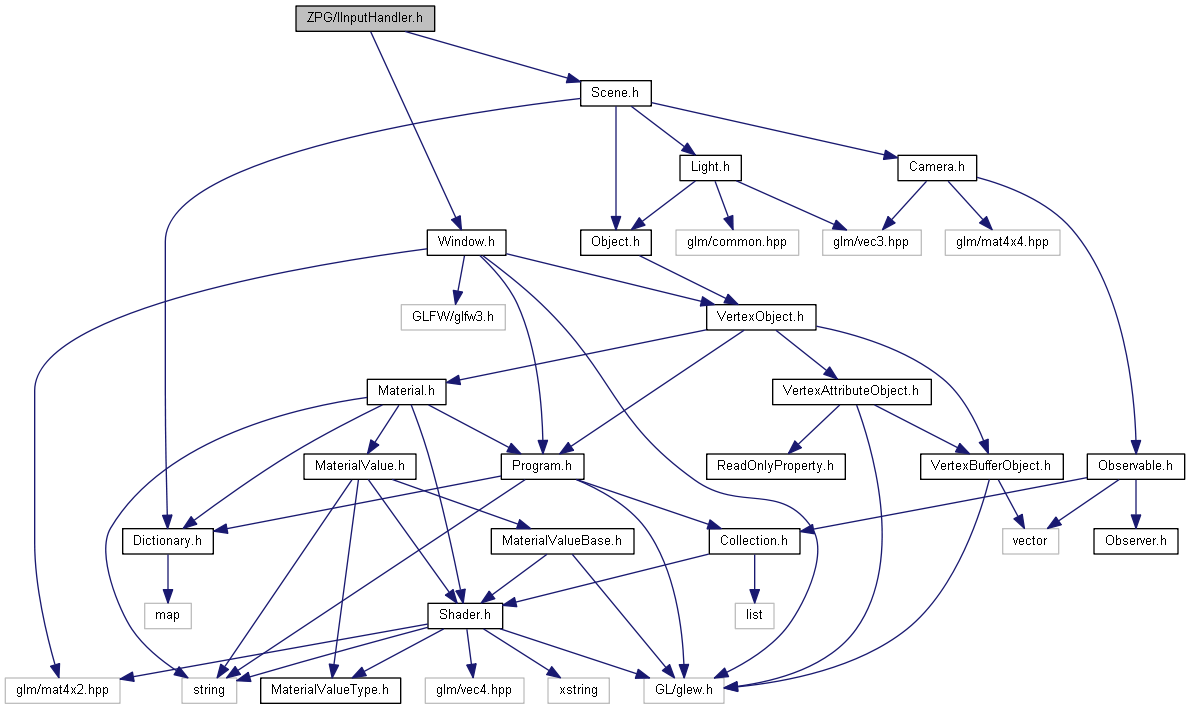 ZPG/IInputHandler.h
Scene.h
Light.h
Camera.h
Window.h
Object.h
glm/common.hpp
glm/vec3.hpp
glm/mat4x4.hpp
GLFW/glfw3.h
VertexObject.h
Material.h
VertexAttributeObject.h
MaterialValue.h
Program.h
ReadOnlyProperty.h
VertexBufferObject.h
Observable.h
Dictionary.h
MaterialValueBase.h
Collection.h
vector
Observer.h
map
Shader.h
list
glm/mat4x2.hpp
string
MaterialValueType.h
glm/vec4.hpp
xstring
GL/glew.h